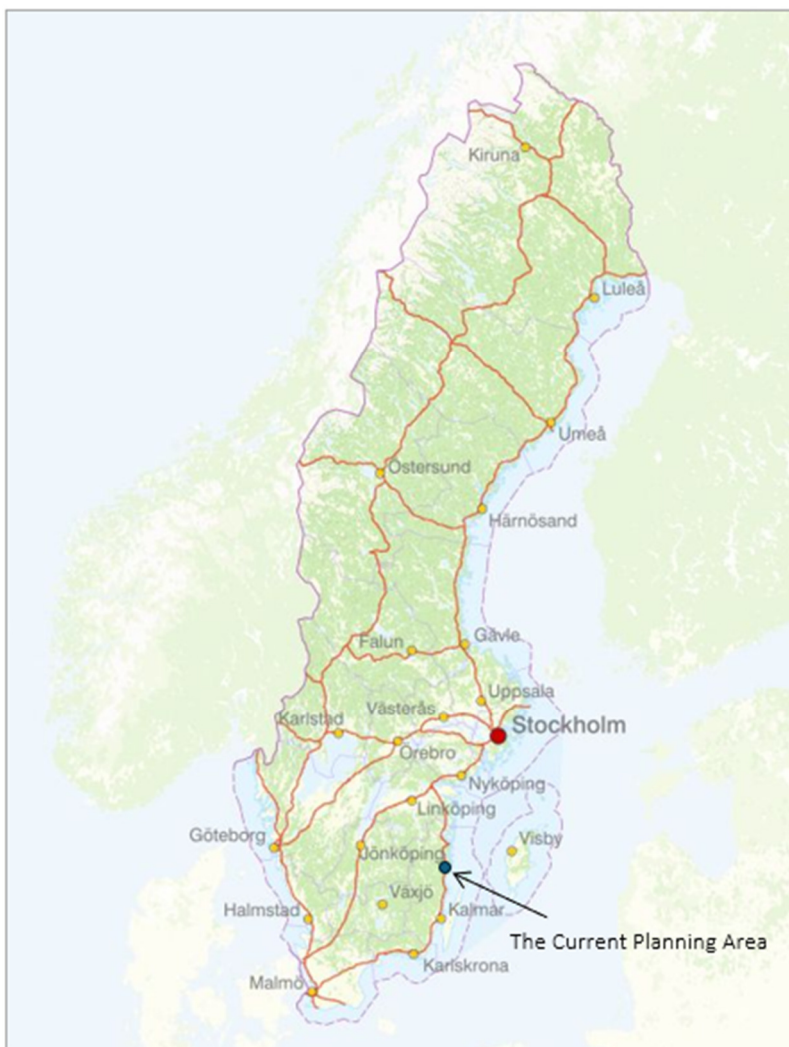 Kiruna
Luleå
Umeå
Östersund
Härnösand
Falun
Gävle
Uppsala
Västerås
Karlstad
Stockholm
Örebro
Nyköping
Linköping
Göteborg
Visby
Jönköping
Växjö
Halmstad
Kalmar
The Current Planning Area
Karlskrona
Malmö